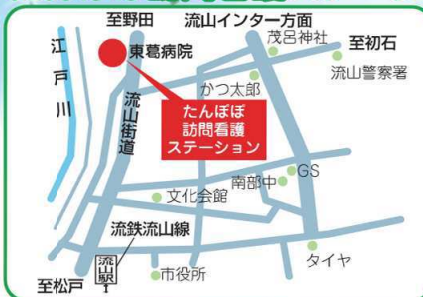 至野田
流山インター方面
東葛病院
茂呂神社
至初石
流山警察署
江戸川
流山街道
かつ太郎
たんぽぽ
訪問看護
ステーション
南部中
GS
文化会館
流鉄流山線
流山駅
市役所
タイヤ
至松戸